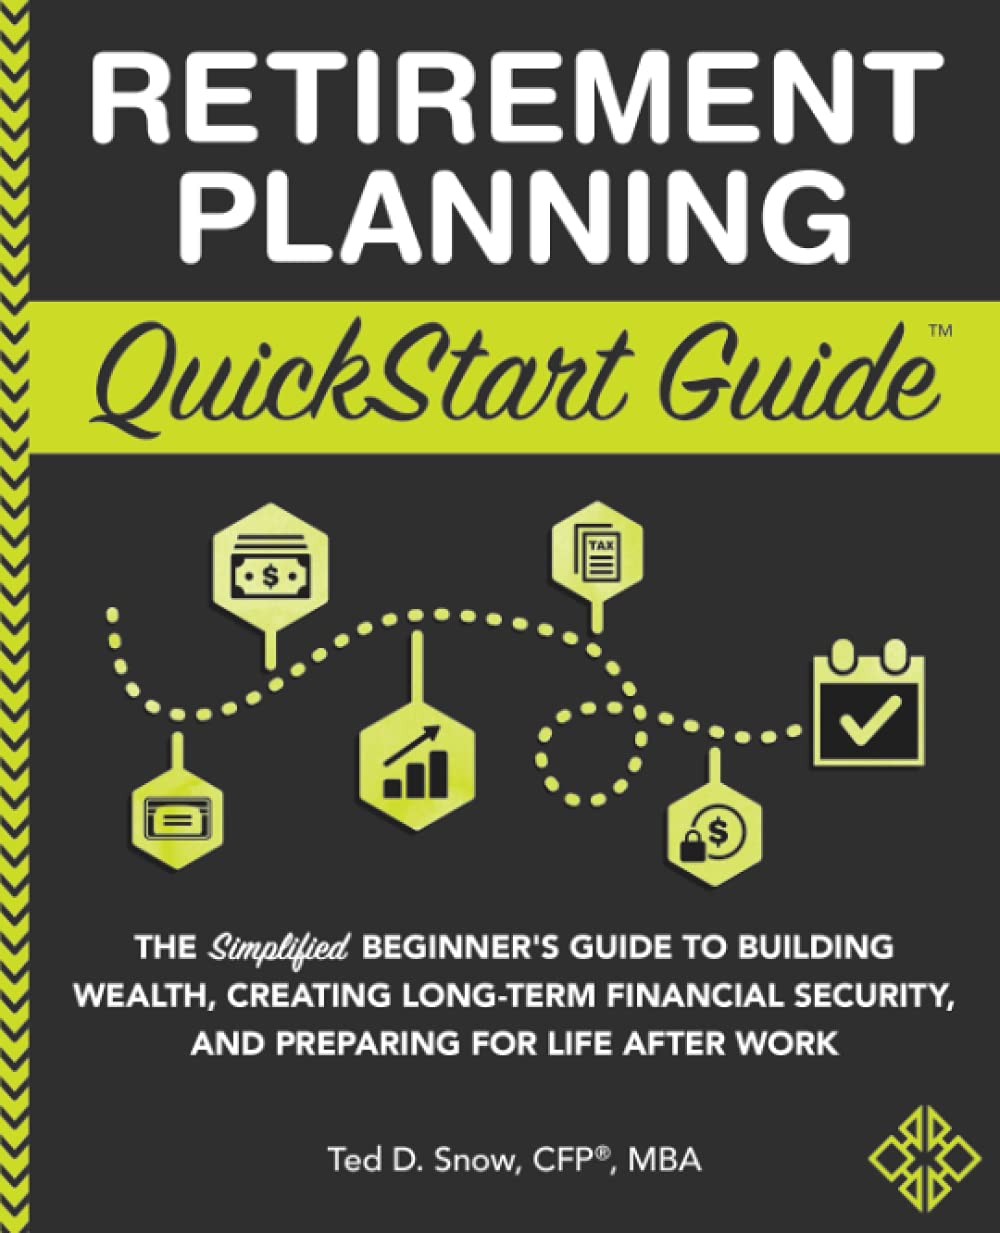 RETIREMENT
PLANNING
QuickStart Guide™
$
TAX
$
THE Simplified BEGINNER'S GUIDE TO BUILDING
WEALTH, CREATING LONG-TERM FINANCIAL SECURITY,
AND PREPARING FOR LIFE AFTER WORK
Ted D. Snow, CFP®, MBA